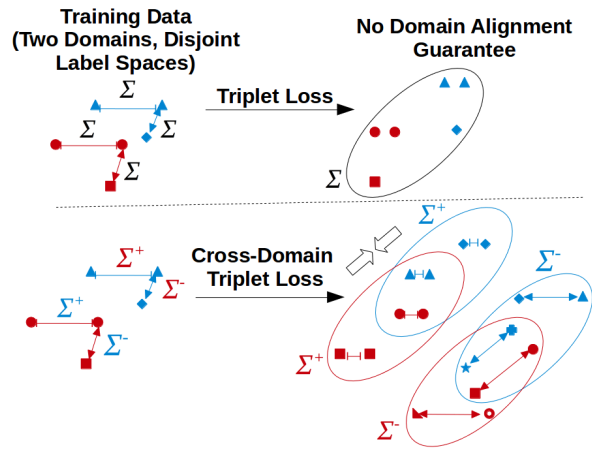 Training Data
(Two Domains, Disjoint
Label Spaces)
No Domain Alignment
Guarantee
Σ
Triplet Loss
Σ
Σ
Σ
Σ
Σ⁺
Cross-Domain
Triplet Loss
Σ⁺
Σ⁻
Σ⁻
Σ⁺
Σ⁻
Σ⁺
Σ⁻